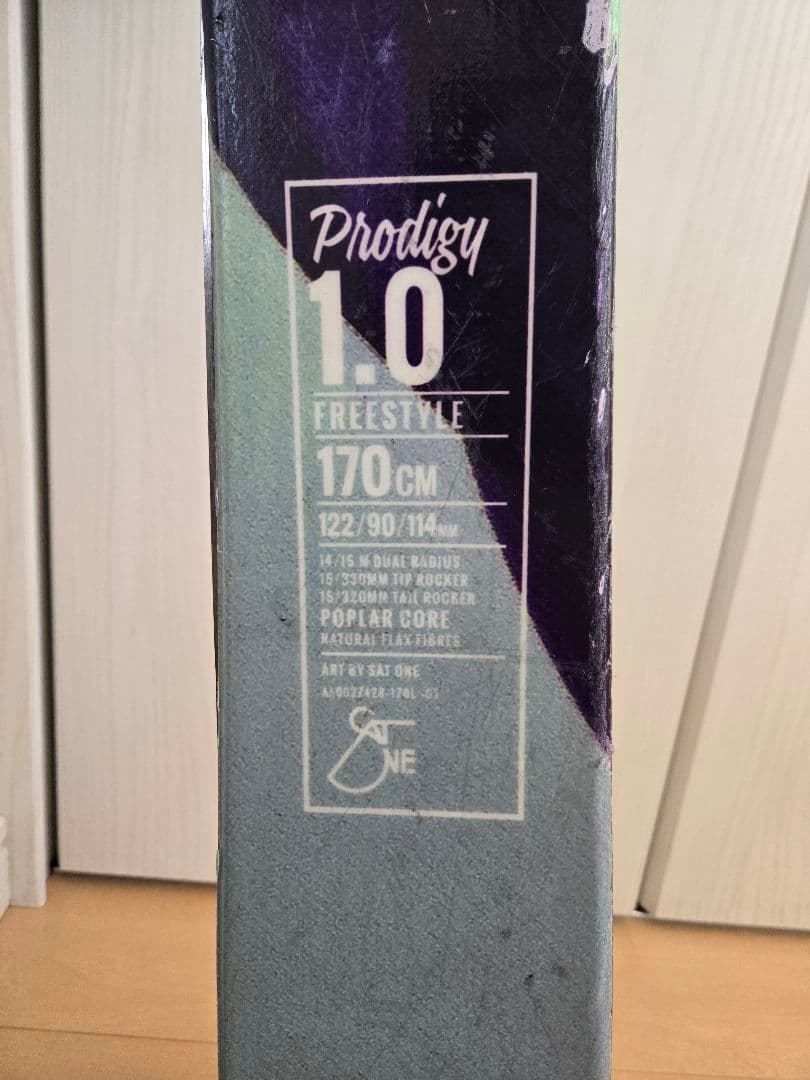 Prodigy
1.0
FREESTYLE
170CM
122/90/114MM
14/15 M DUAL RADIUS
15/330MM TIP ROCKER
15/320MM TAIL ROCKER
POPLAR CORE
NATURAL FLAX FIBRES
ART BY SAT ONE
SAT
ONE